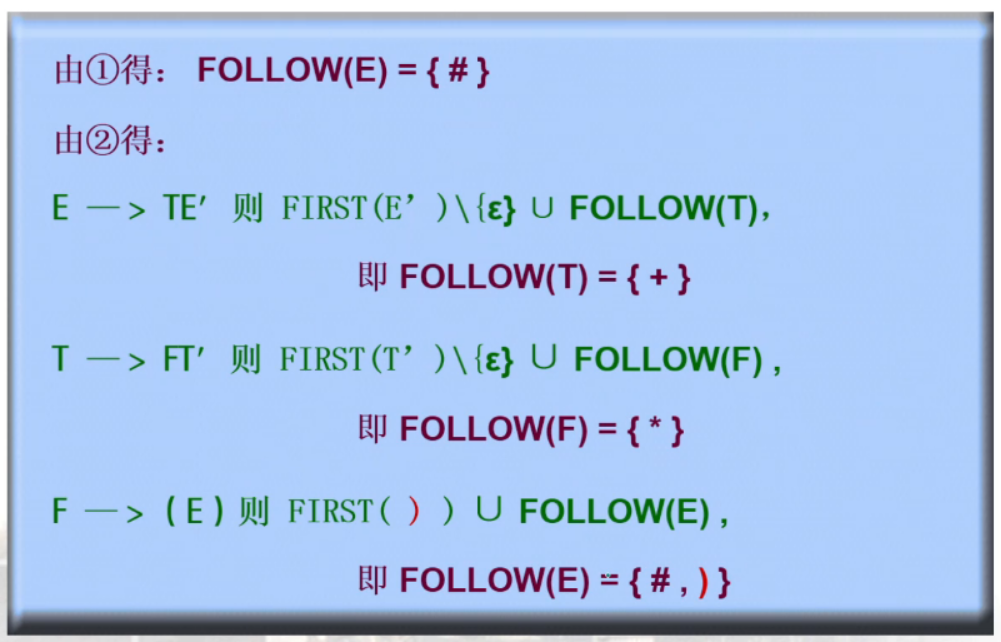 由①得： FOLLOW(E) = { # }
由②得：
E —> TE′ 则 FIRST(E’ )\{ε} ∪ FOLLOW(T)，
即 FOLLOW(T) = { + }
T —> FT′ 则 FIRST(T’ )\{ε} ∪ FOLLOW(F) ,
即 FOLLOW(F) = { * }
F —> ( E ) 则 FIRST( ) ) ∪ FOLLOW(E) ,
即 FOLLOW(E) = { # , ) }